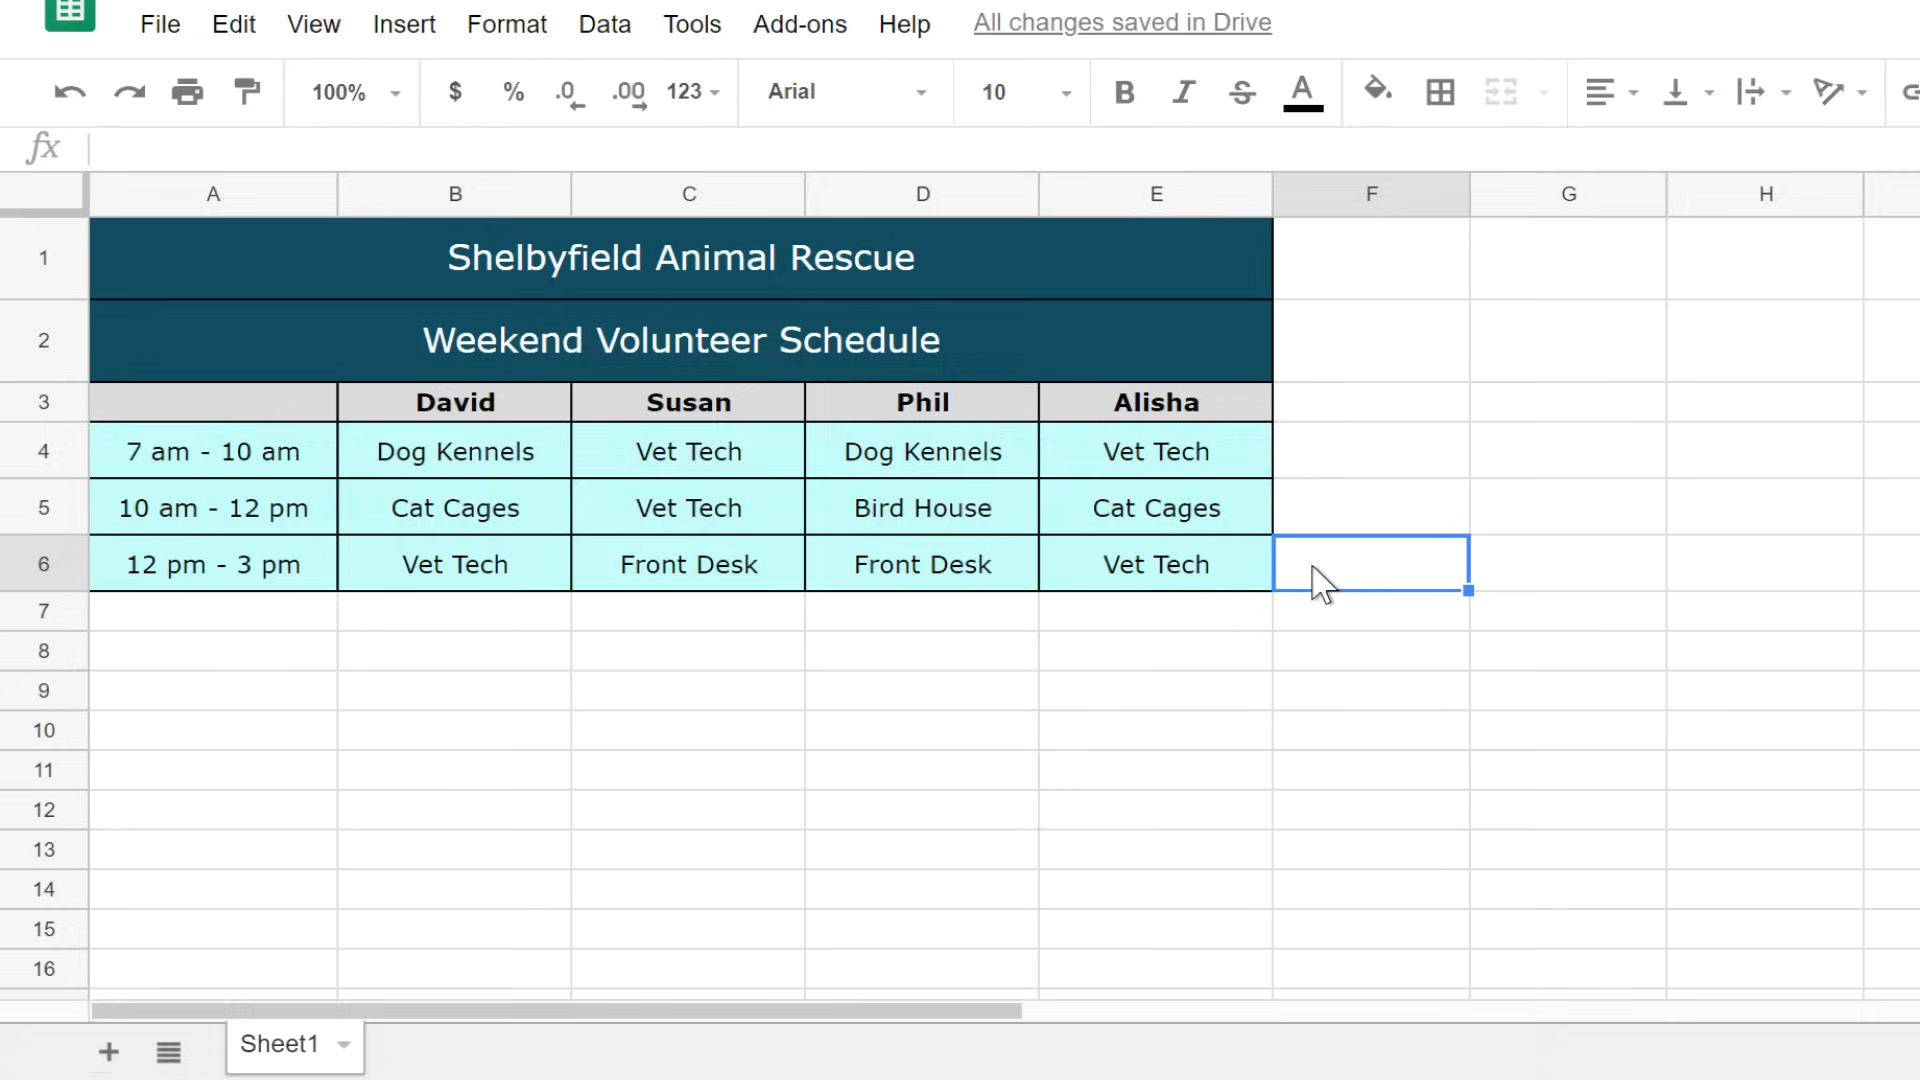 File Edit View Insert Format Data Tools Add-ons Help All changes saved in Drive
100% $ % .0 .00 123 Arial 10 B I S A
fx
A B C D E F G H
1 Shelbyfield Animal Rescue
2 Weekend Volunteer Schedule
3 David Susan Phil Alisha
4 7 am - 10 am Dog Kennels Vet Tech Dog Kennels Vet Tech
5 10 am - 12 pm Cat Cages Vet Tech Bird House Cat Cages
6 12 pm - 3 pm Vet Tech Front Desk Front Desk Vet Tech
7
8
9
10
11
12
13
14
15
16
+ Sheet1